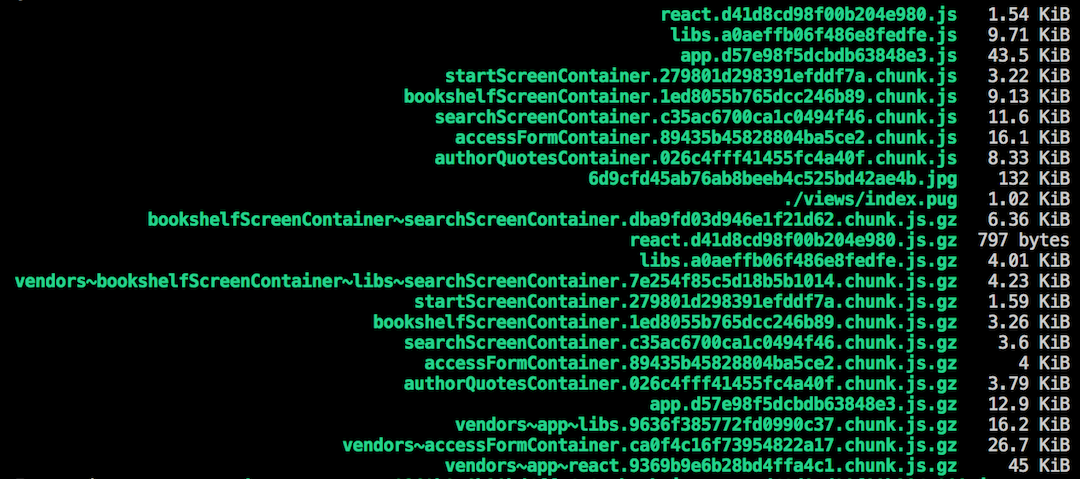 react.d41d8cd98f00b204e980.js 1.54 KiB
libs.a0aeffb06f486e8fedfe.js 9.71 KiB
app.d57e98f5dcbdb63848e3.js 43.5 KiB
startScreenContainer.279801d298391efddf7a.chunk.js 3.22 KiB
bookshelfScreenContainer.1ed8055b765dcc246b89.chunk.js 9.13 KiB
searchScreenContainer.c35ac6700ca1c0494f46.chunk.js 11.6 KiB
accessFormContainer.89435b45828804ba5ce2.chunk.js 16.1 KiB
authorQuotesContainer.026c4fff41455fc4a40f.chunk.js 8.33 KiB
6d9cfd45ab76ab8beeb4c525bd42ae4b.jpg 132 KiB
./views/index.pug 1.02 KiB
bookshelfScreenContainer~searchScreenContainer.dba9fd03d946e1f21d62.chunk.js.gz 6.36 KiB
react.d41d8cd98f00b204e980.js.gz 797 bytes
libs.a0aeffb06f486e8fedfe.js.gz 4.01 KiB
vendors~bookshelfScreenContainer~libs~searchScreenContainer.7e254f85c5d18b5b1014.chunk.js.gz 4.23 KiB
startScreenContainer.279801d298391efddf7a.chunk.js.gz 1.59 KiB
bookshelfScreenContainer.1ed8055b765dcc246b89.chunk.js.gz 3.26 KiB
searchScreenContainer.c35ac6700ca1c0494f46.chunk.js.gz 3.6 KiB
accessFormContainer.89435b45828804ba5ce2.chunk.js.gz 4 KiB
authorQuotesContainer.026c4fff41455fc4a40f.chunk.js.gz 3.79 KiB
app.d57e98f5dcbdb63848e3.js.gz 12.9 KiB
vendors~app~libs.9636f385772fd0990c37.chunk.js.gz 16.2 KiB
vendors~accessFormContainer.ca0f4c16f73954822a17.chunk.js.gz 26.7 KiB
vendors~app~react.9369b9e6b28bd4ffa4c1.chunk.js.gz 45 KiB